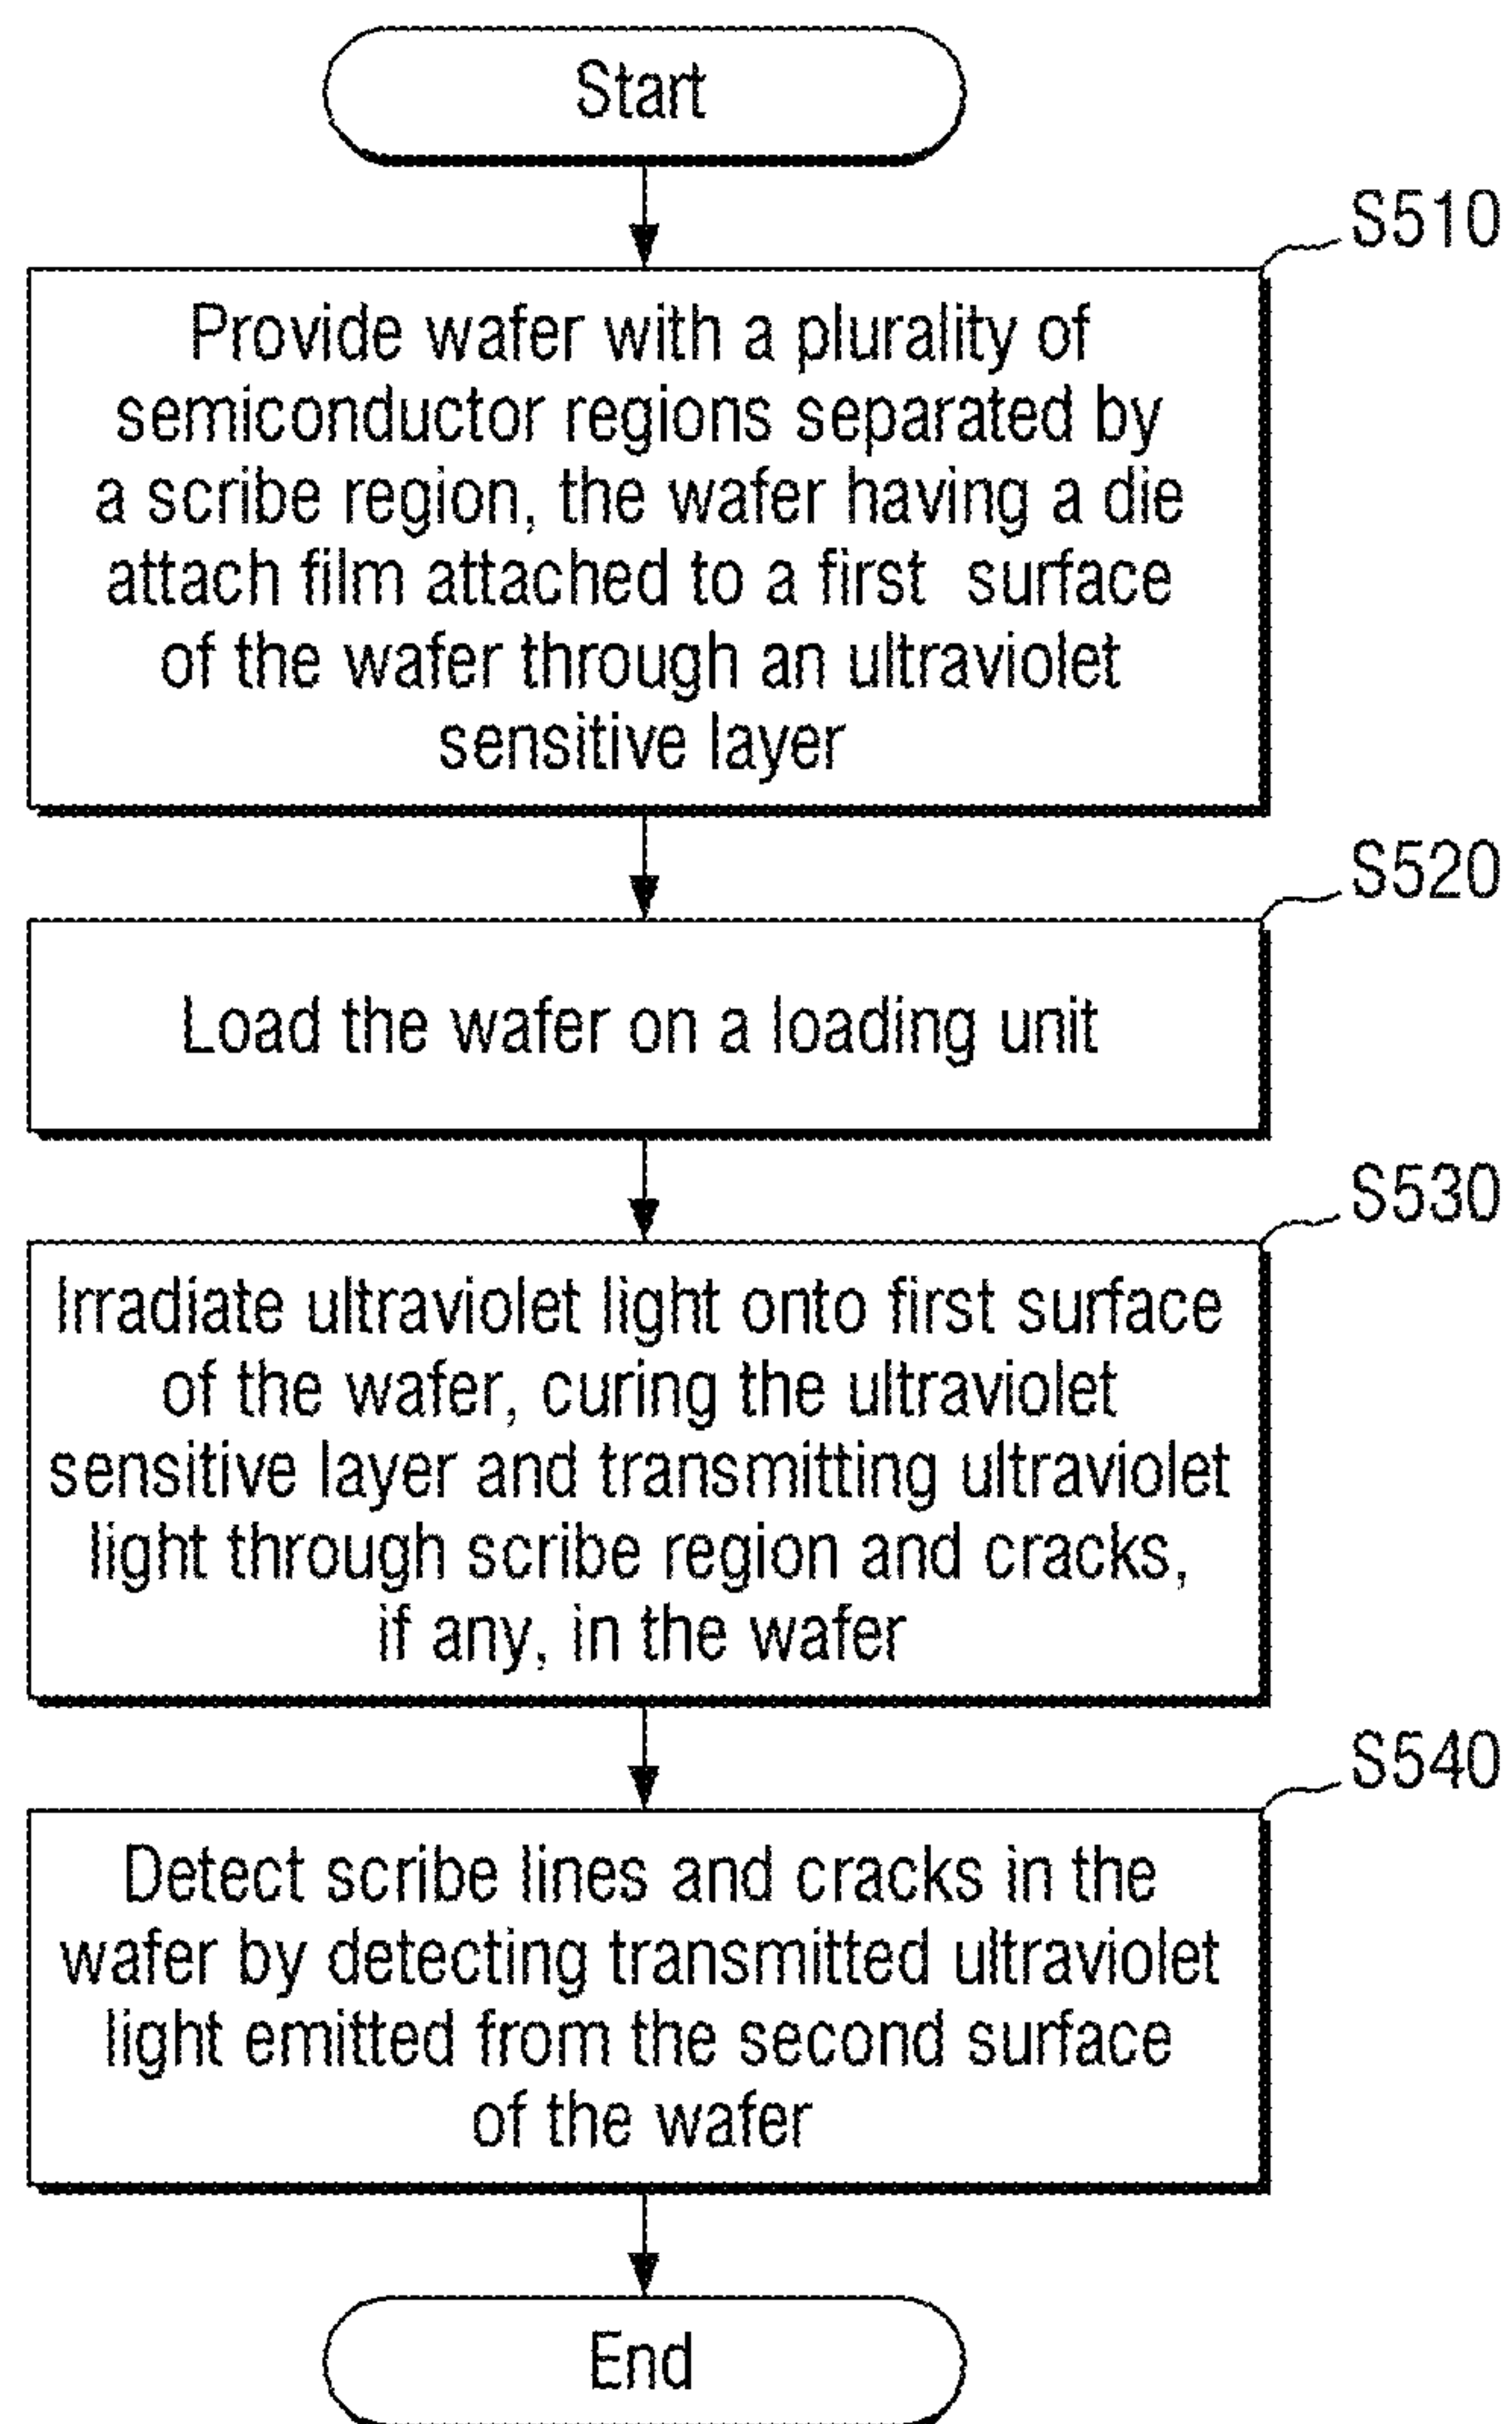 Start
S510
Provide wafer with a plurality of
semiconductor regions separated by
a scribe region, the wafer having a die
attach film attached to a first surface
of the wafer through an ultraviolet
sensitive layer
S520
Load the wafer on a loading unit
S530
Irradiate ultraviolet light onto first surface
of the wafer, curing the ultraviolet
sensitive layer and transmitting ultraviolet
light through scribe region and cracks,
if any, in the wafer
S540
Detect scribe lines and cracks in the
wafer by detecting transmitted ultraviolet
light emitted from the second surface
of the wafer
End